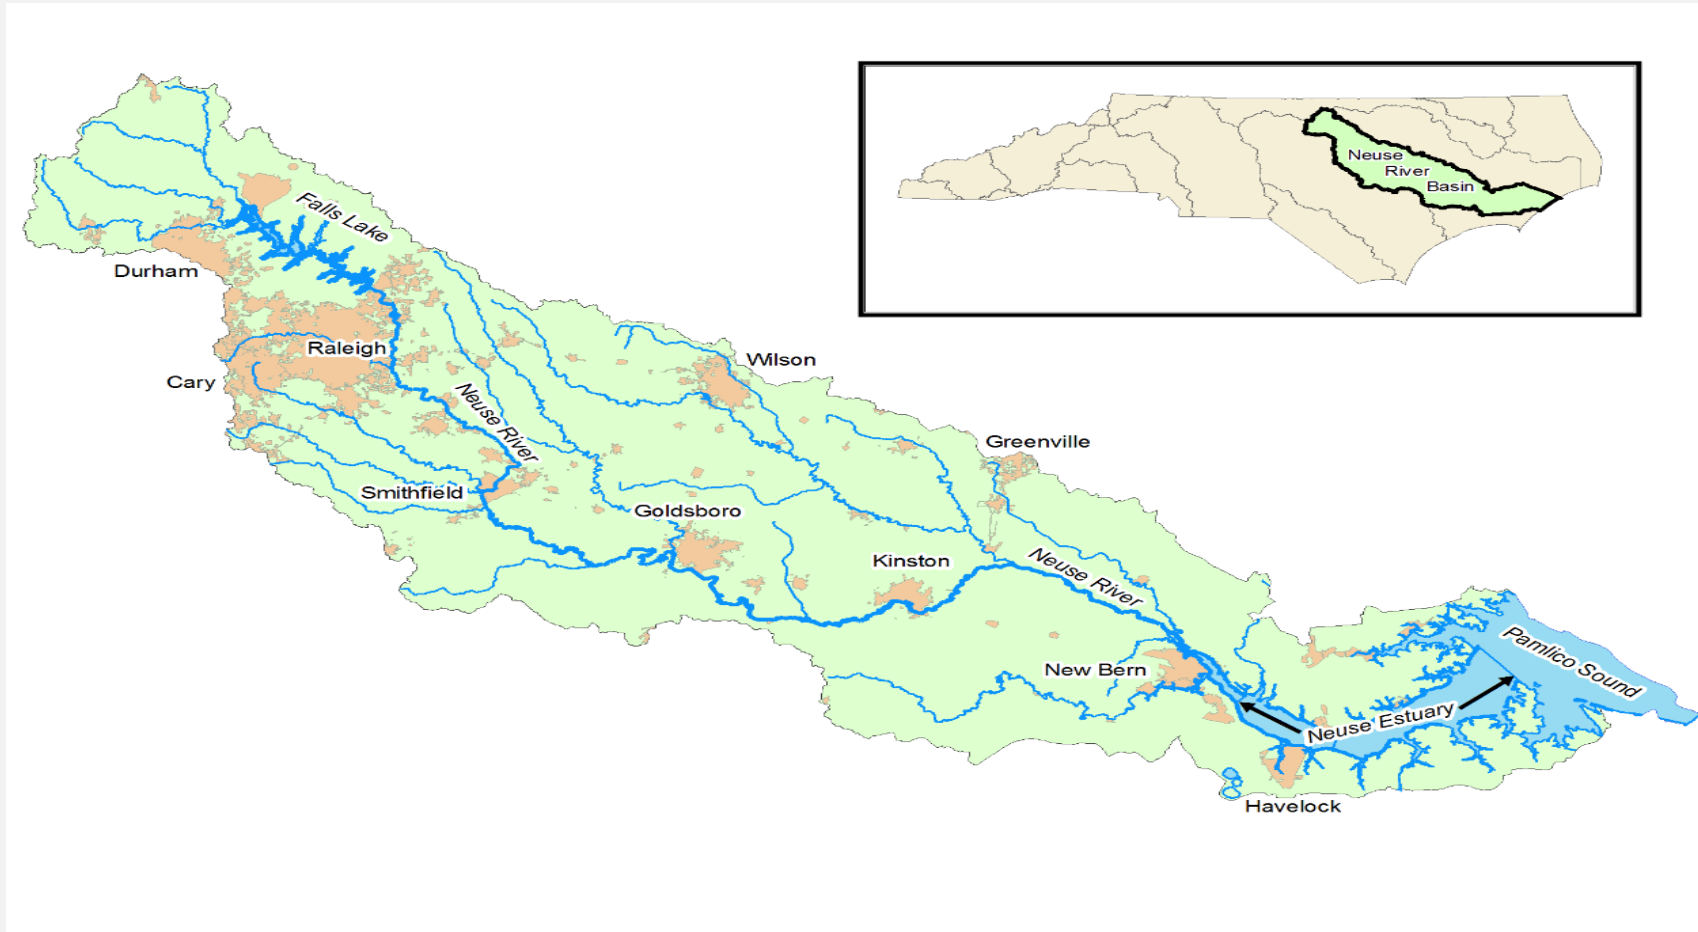 Neuse
River
Basin
Falls Lake
Durham
Raleigh
Wilson
Cary
Neuse River
Greenville
Smithfield
Goldsboro
Kinston
Neuse River
New Bern
Pamlico Sound
Neuse Estuary
Havelock